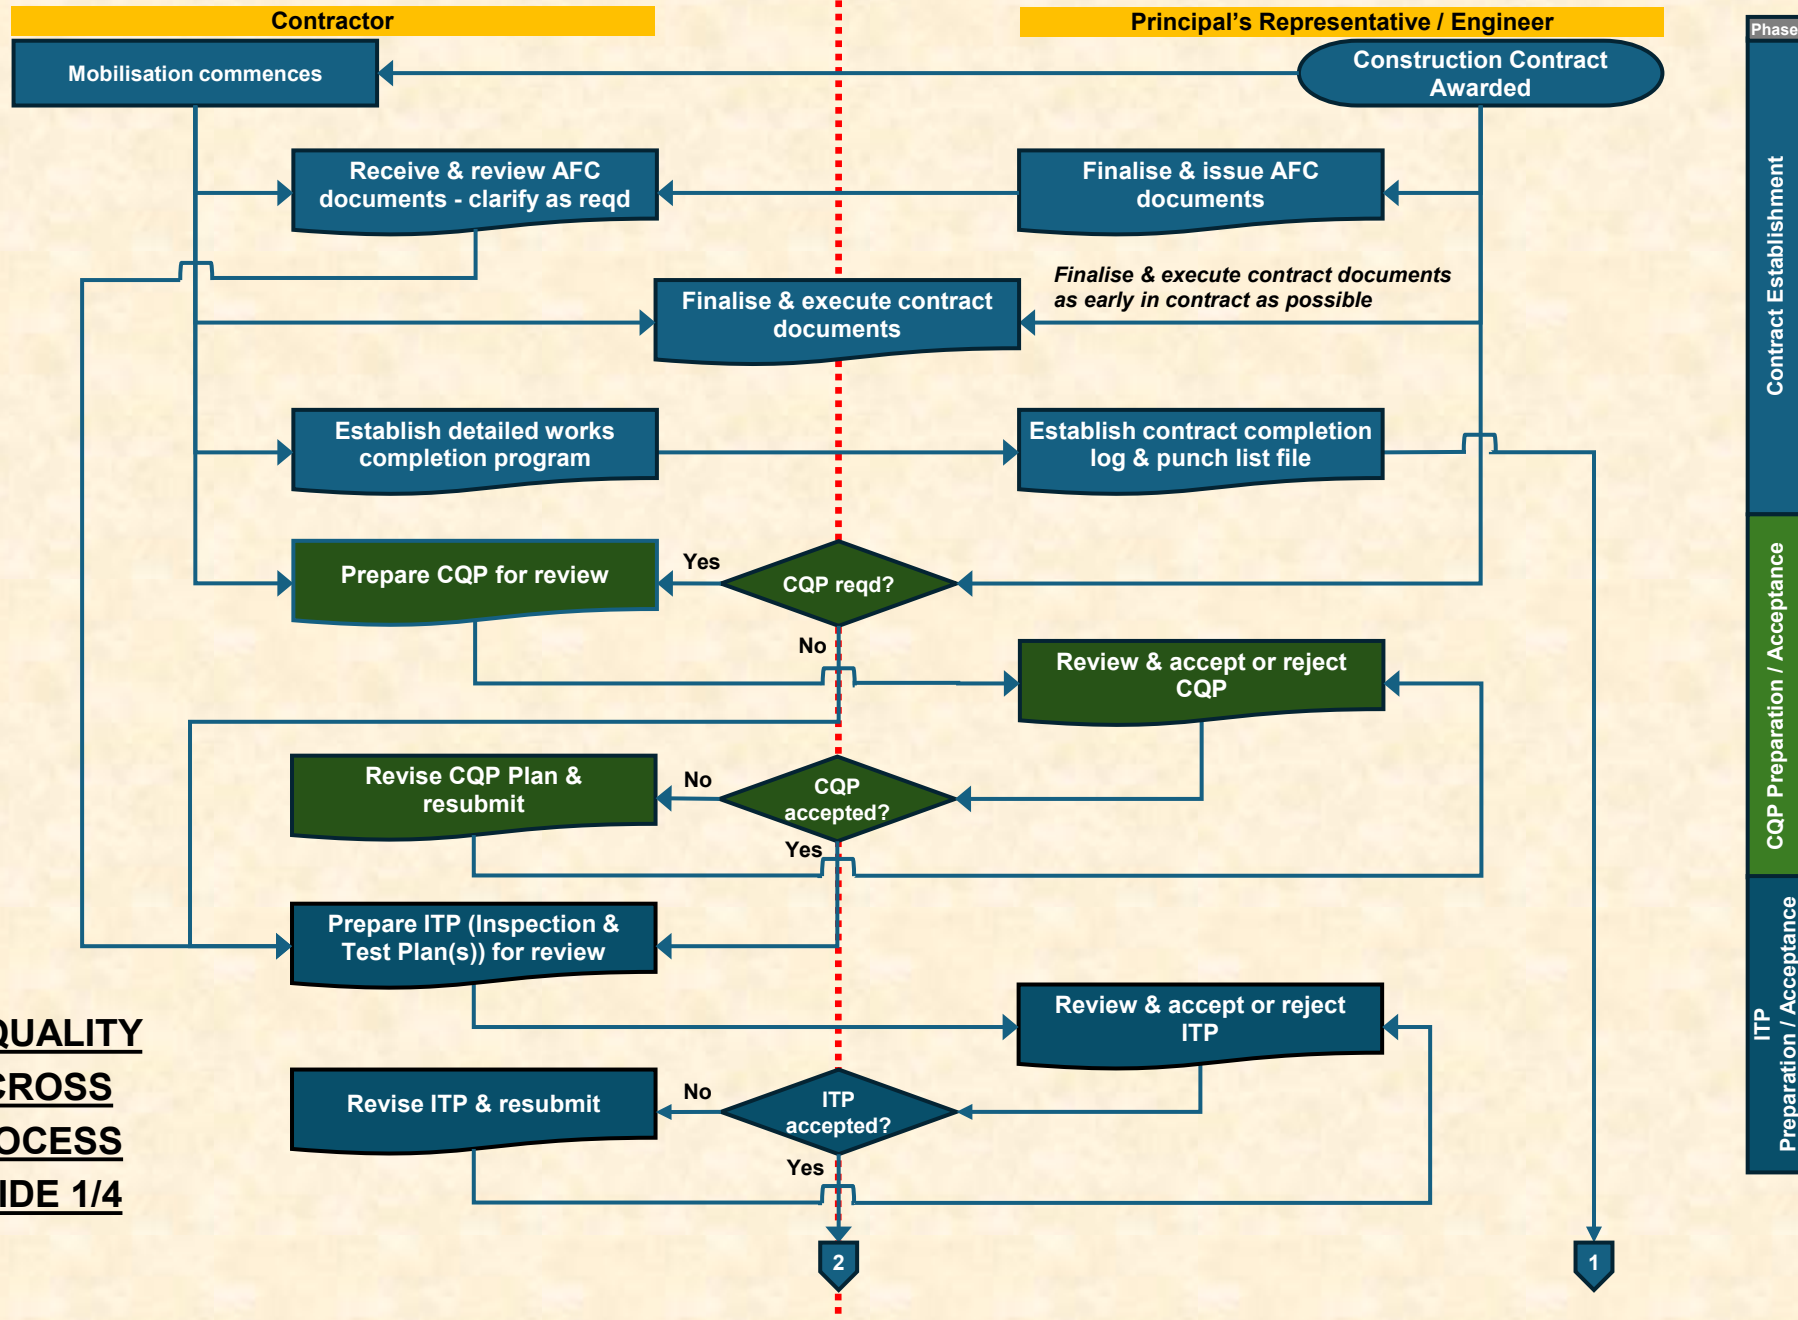 Contractor
Principal's Representative / Engineer
Phase
Mobilisation commences
Construction Contract
Awarded
Receive & review AFC
documents - clarify as reqd
Finalise & issue AFC
documents
Finalise & execute contract
documents
Finalise & execute contract documents
as early in contract as possible
Contract Establishment
Establish detailed works
completion program
Establish contract completion
log & punch list file
Prepare CQP for review
Yes
CQP reqd?
No
Review & accept or reject
CQP
CQP Preparation / Acceptance
Revise CQP Plan &
resubmit
No
CQP
accepted?
Yes
Prepare ITP (Inspection &
Test Plan(s)) for review
Review & accept or reject
ITP
ITP
Preparation / Acceptance
Revise ITP & resubmit
No
ITP
accepted?
Yes
QUALITY
CROSS
OCESS
IDE 1/4
2
1